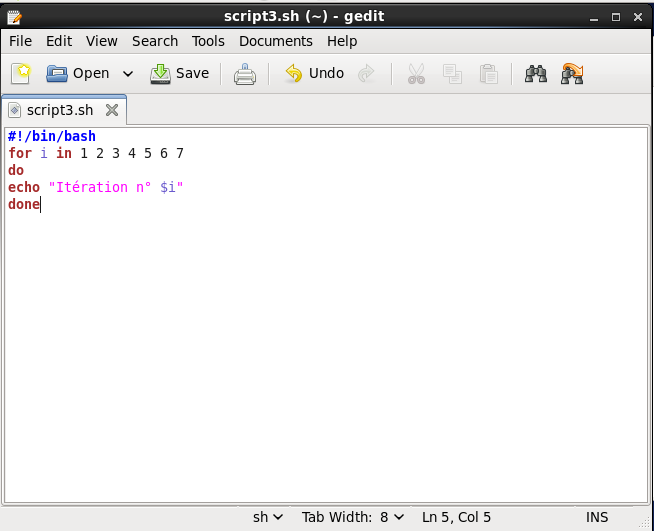 script3.sh (~) - gedit
File Edit View Search Tools Documents Help
Open Save Undo
script3.sh
#!/bin/bash
for i in 1 2 3 4 5 6 7
do
echo "Itération n° $i"
done
sh Tab Width: 8 Ln 5, Col 5 INS